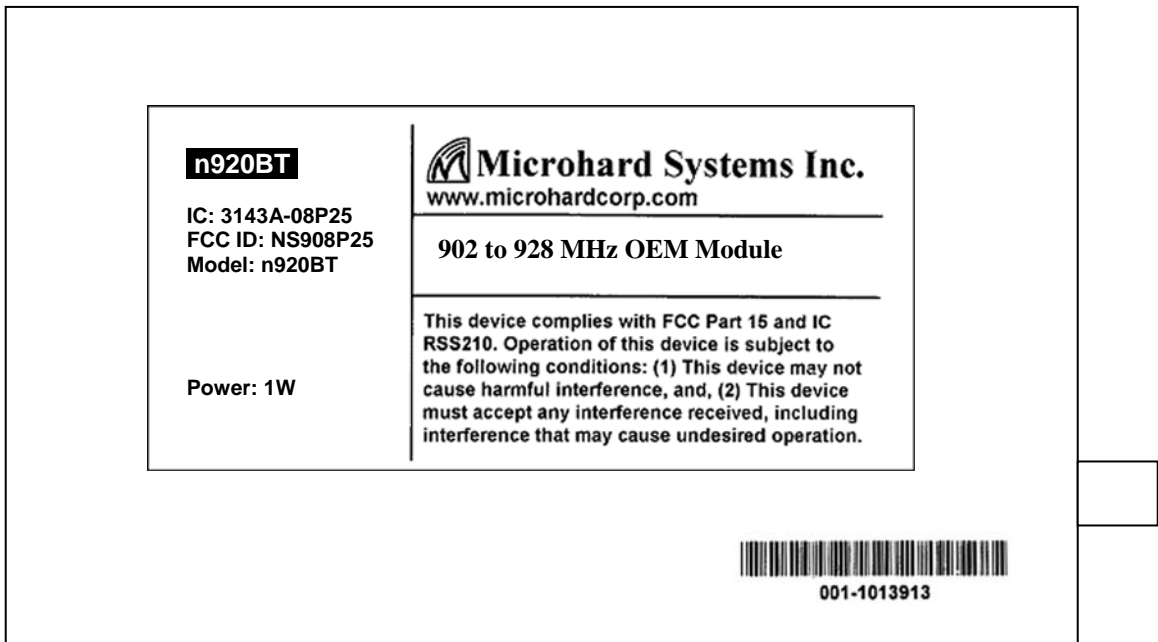 n920BT
IC: 3143A-08P25
FCC ID: NS908P25
Model: n920BT
Power: 1W
Microhard Systems Inc.
www.microhardcorp.com
902 to 928 MHz OEM Module
This device complies with FCC Part 15 and IC
RSS210. Operation of this device is subject to
the following conditions: (1) This device may not
cause harmful interference, and, (2) This device
must accept any interference received, including
interference that may cause undesired operation.
001-1013913